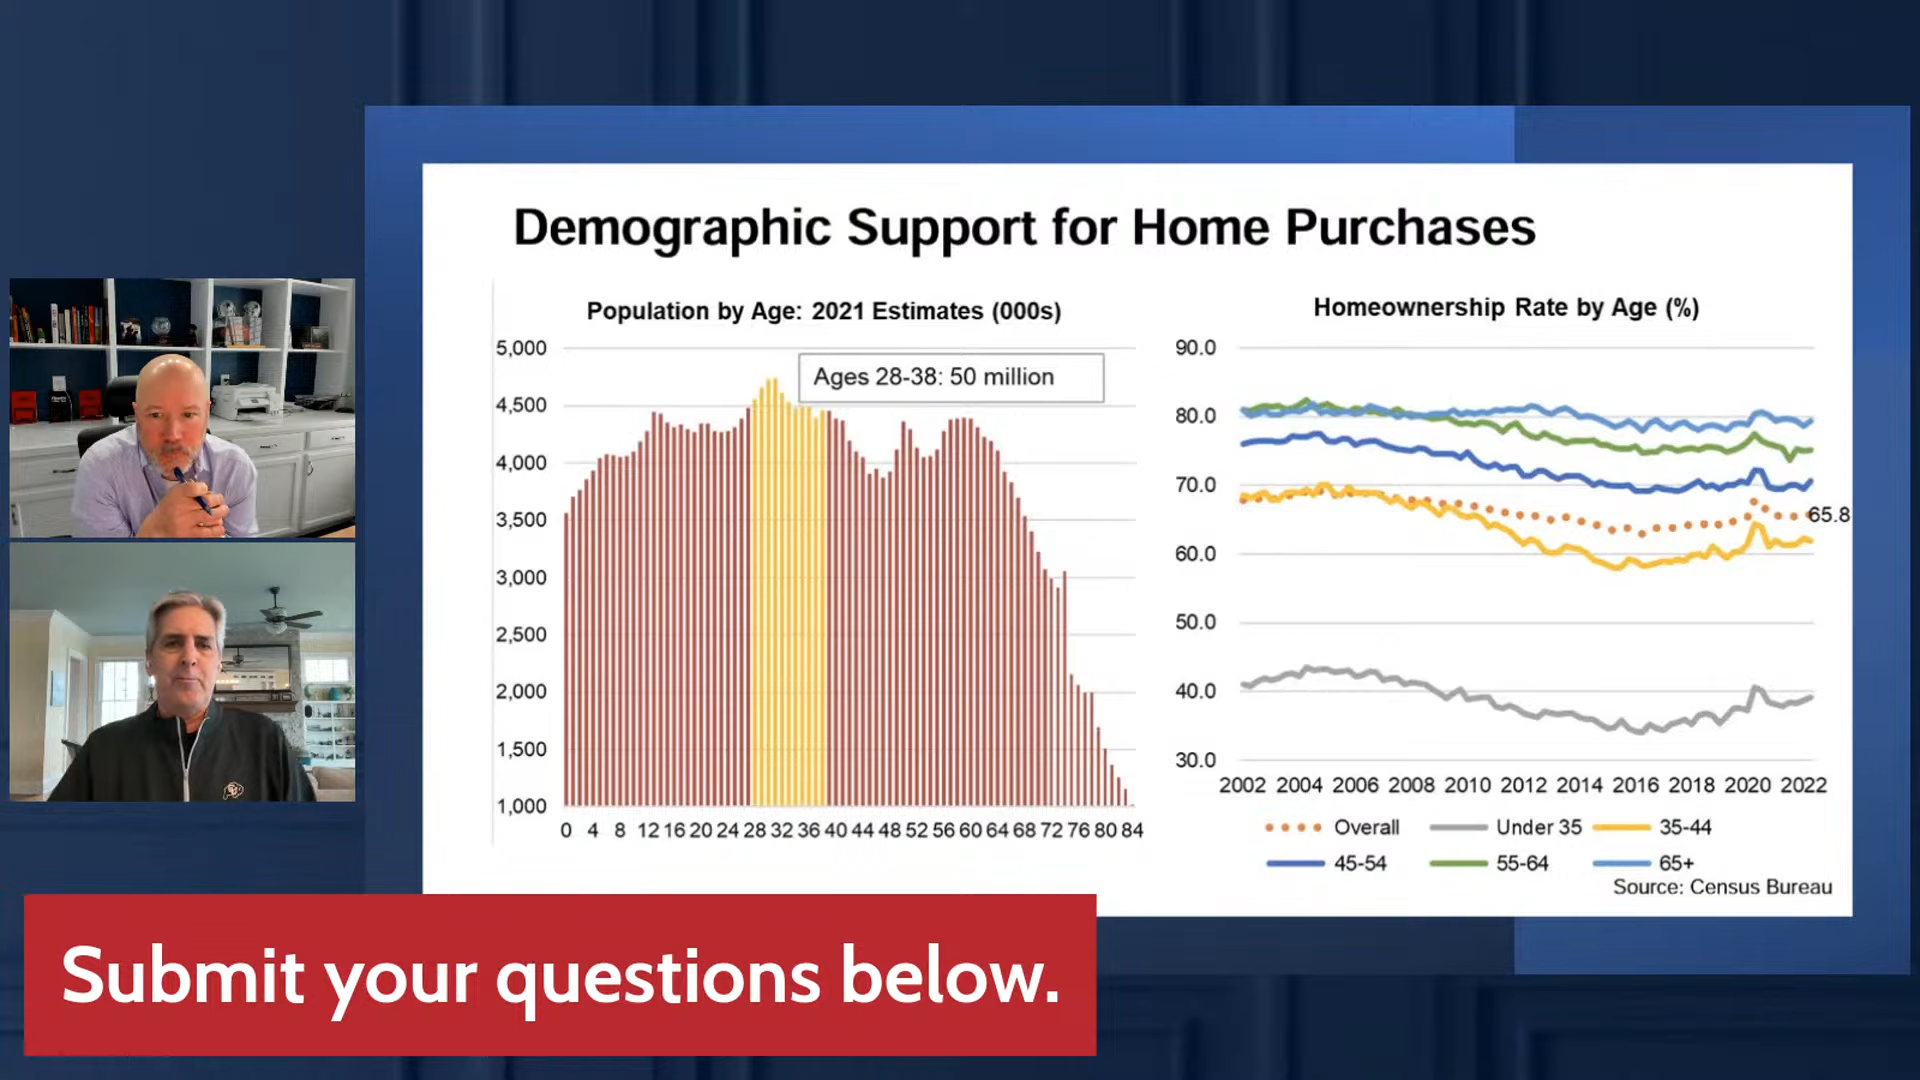 Demographic Support for Home Purchases
Population by Age: 2021 Estimates (000s)
5,000
4,500
4,000
3,500
3,000
2,500
2,000
1,500
1,000
Ages 28-38: 50 million
0 4 8 12 16 20 24 28 32 36 40 44 48 52 56 60 64 68 72 76 80 84
Homeownership Rate by Age (%)
90.0
80.0
70.0
60.0
50.0
40.0
30.0
65.8
2002 2004 2006 2008 2010 2012 2014 2016 2018 2020 2022
Overall Under 35 35-44
45-54 55-64 65+
Source: Census Bureau
Submit your questions below.